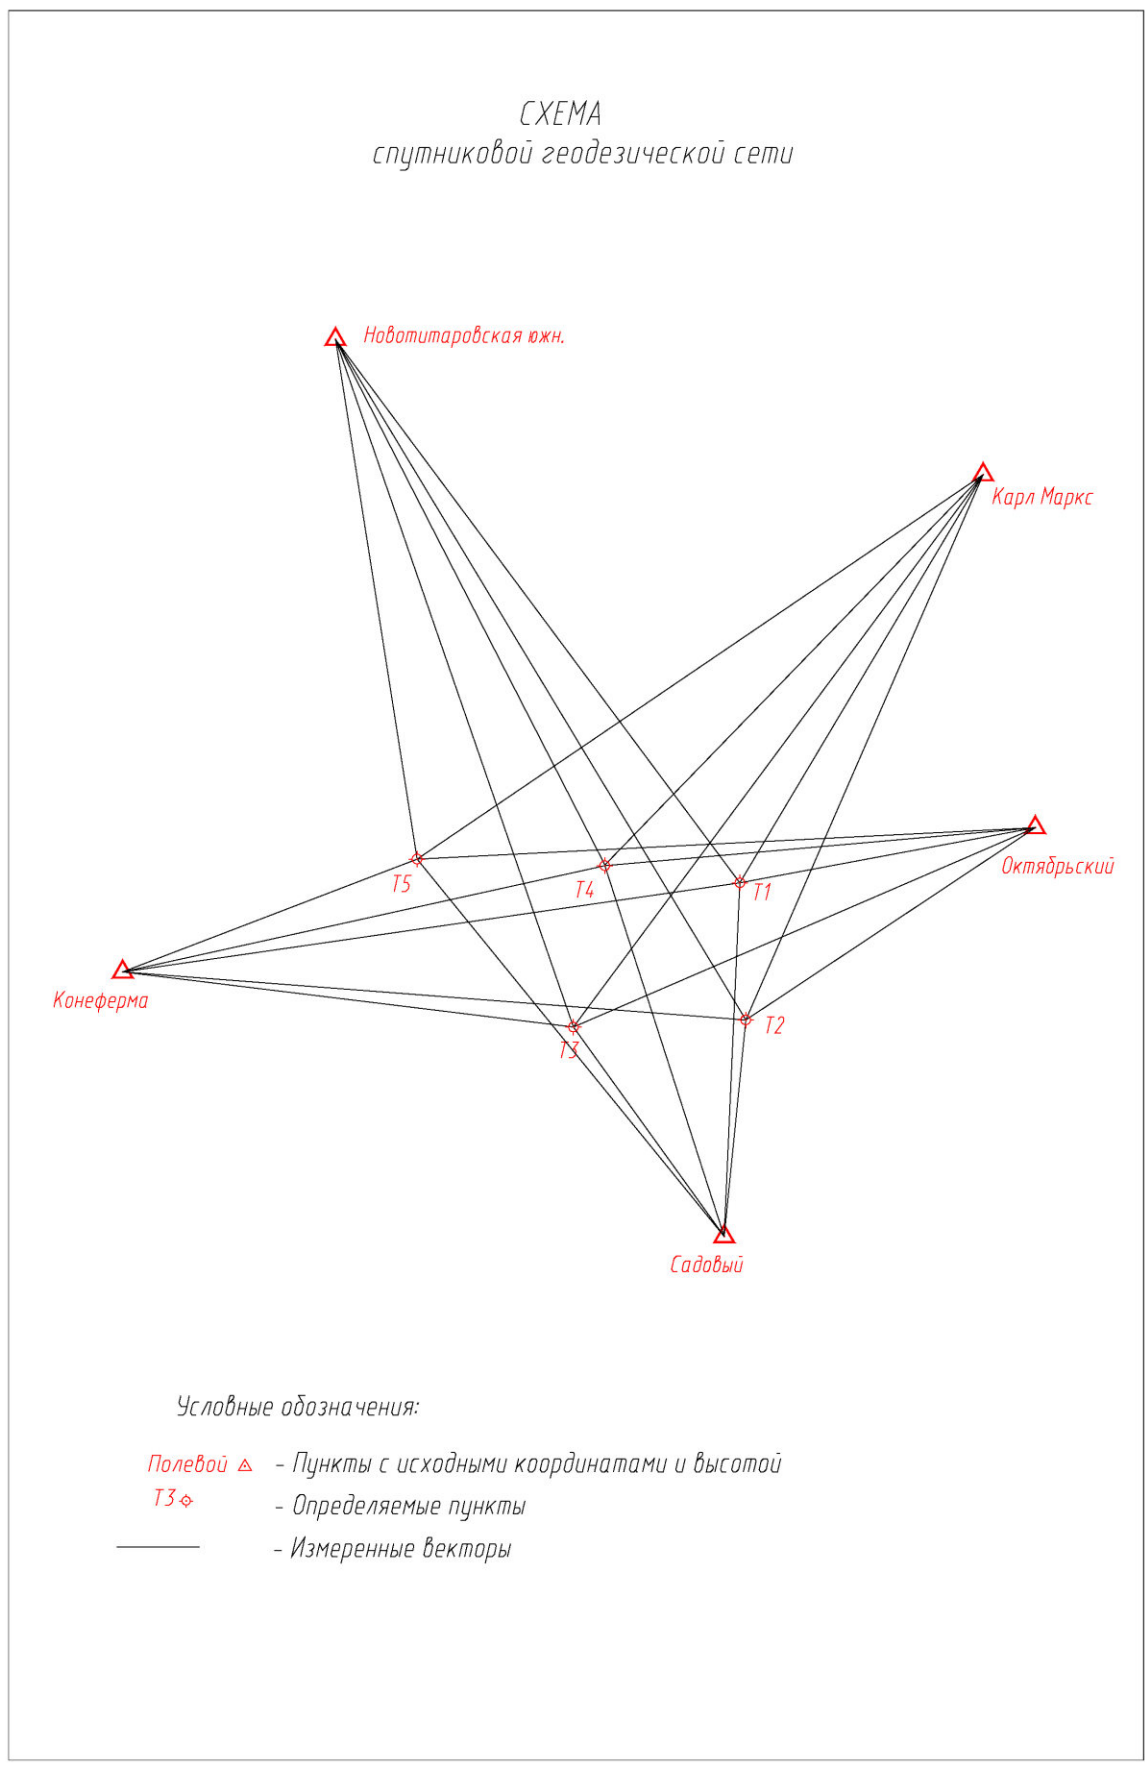 СХЕМА
спутниковой геодезической сети
Новотитаровская южн.
Карл Маркс
Октябрьский
Т5
Т4
Т1
Конеферма
Т2
Т3
Садовый
Условные обозначения:
Полевой - Пункты с исходными координатами и высотой
Т3 - Определяемые пункты
- Измеренные векторы